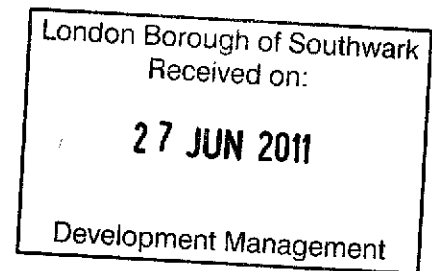 London Borough of Southwark
Received on:
27 JUN 2011
Development Management